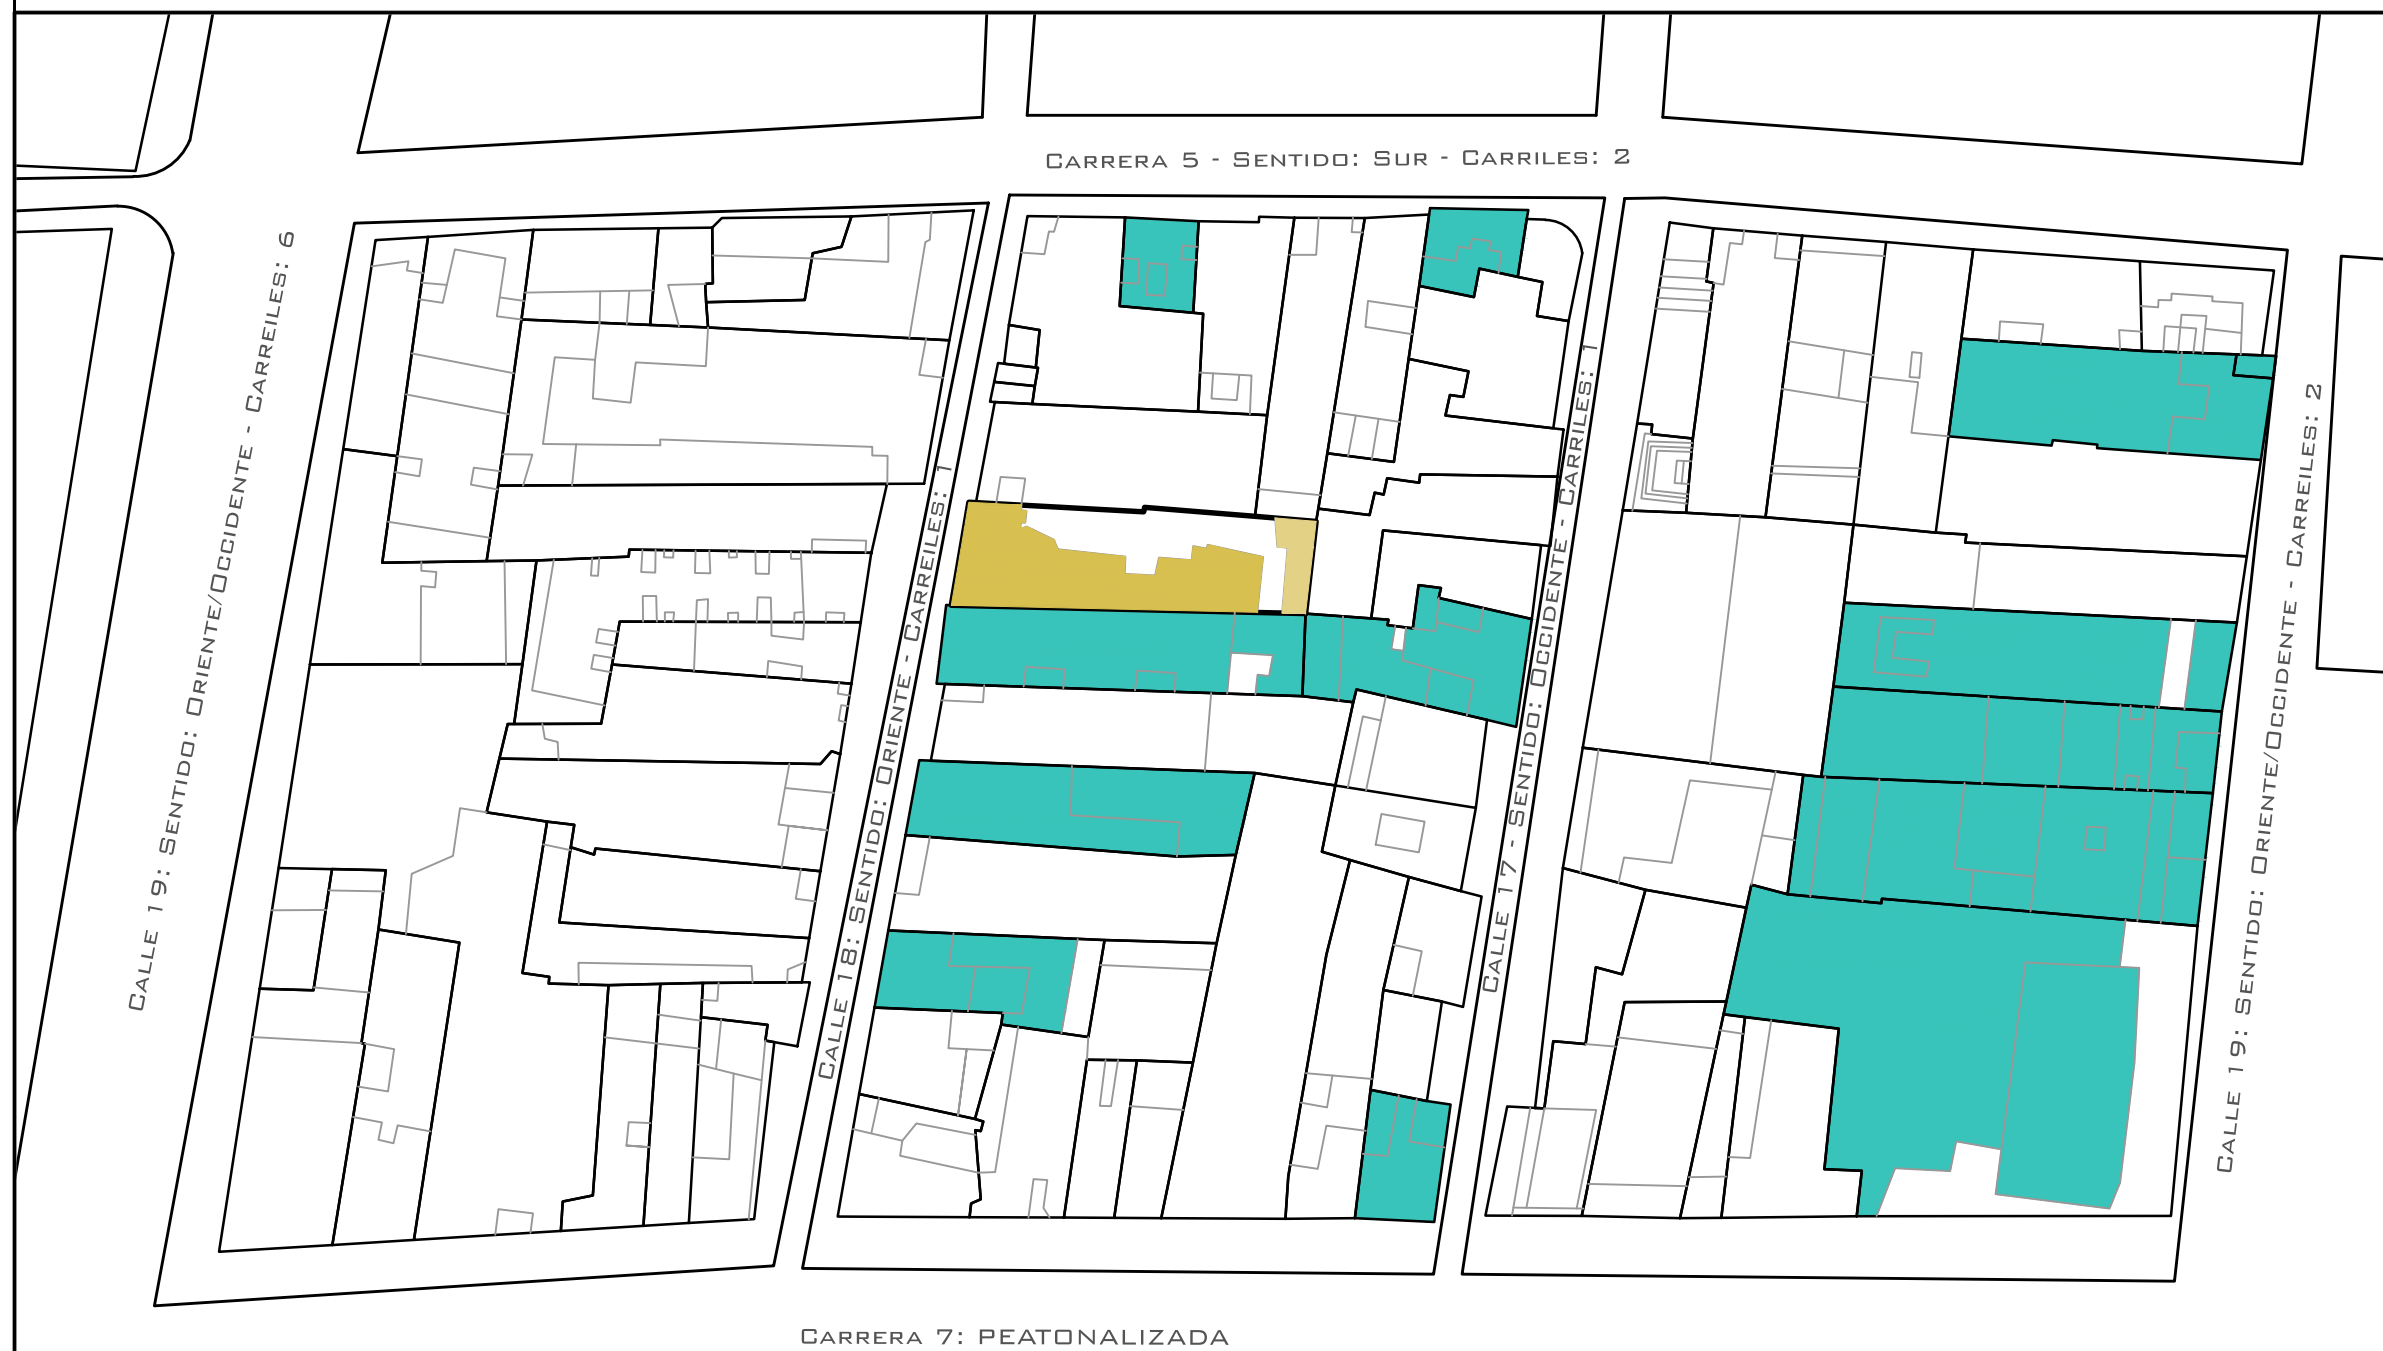 Carrera 5 - Sentido: Sur - Carriles: 2
Calle 19: Sentido: Oriente/Occidente - Carreiles: 6
Calle 18: Sentido: Oriente - Carreiles: 1
Calle 17 - Sentido: Occidente - Carriles: 1
Calle 19: Sentido: Oriente/Occidente - Carreiles: 2
Carrera 7: PEATONALIZADA